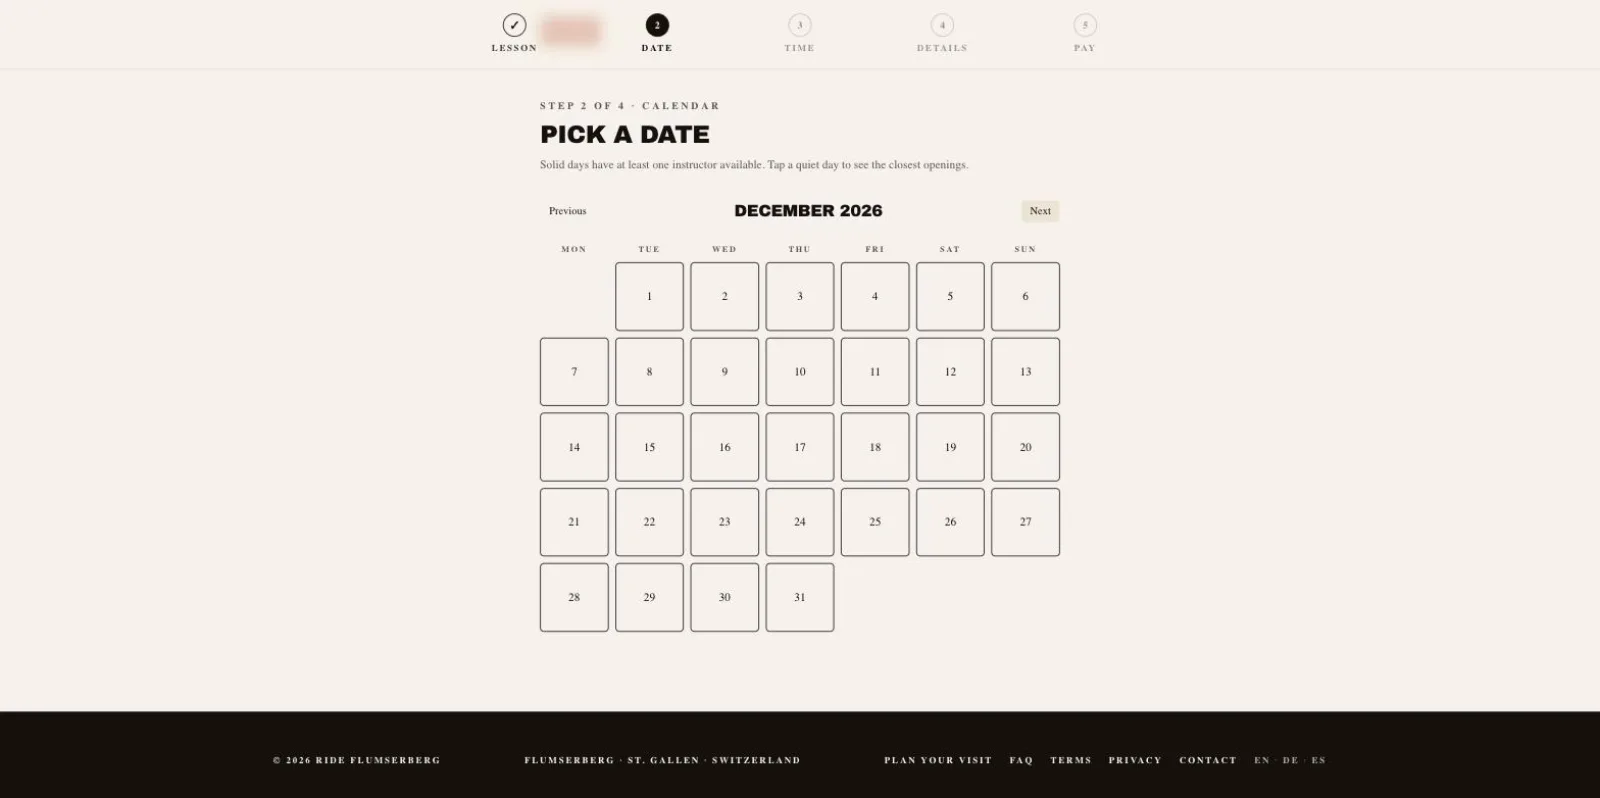 ✓ 2 3 4 5
LESSON DATE TIME DETAILS PAY
STEP 2 OF 4 · CALENDAR
PICK A DATE
Solid days have at least one instructor available. Tap a quiet day to see the closest openings.
Previous DECEMBER 2026 Next
MON TUE WED THU FRI SAT SUN
1 2 3 4 5 6
7 8 9 10 11 12 13
14 15 16 17 18 19 20
21 22 23 24 25 26 27
28 29 30 31
© 2026 RIDE FLUMSERBERG FLUMSERBERG · ST. GALLEN · SWITZERLAND PLAN YOUR VISIT FAQ TERMS PRIVACY CONTACT EN · DE · ES